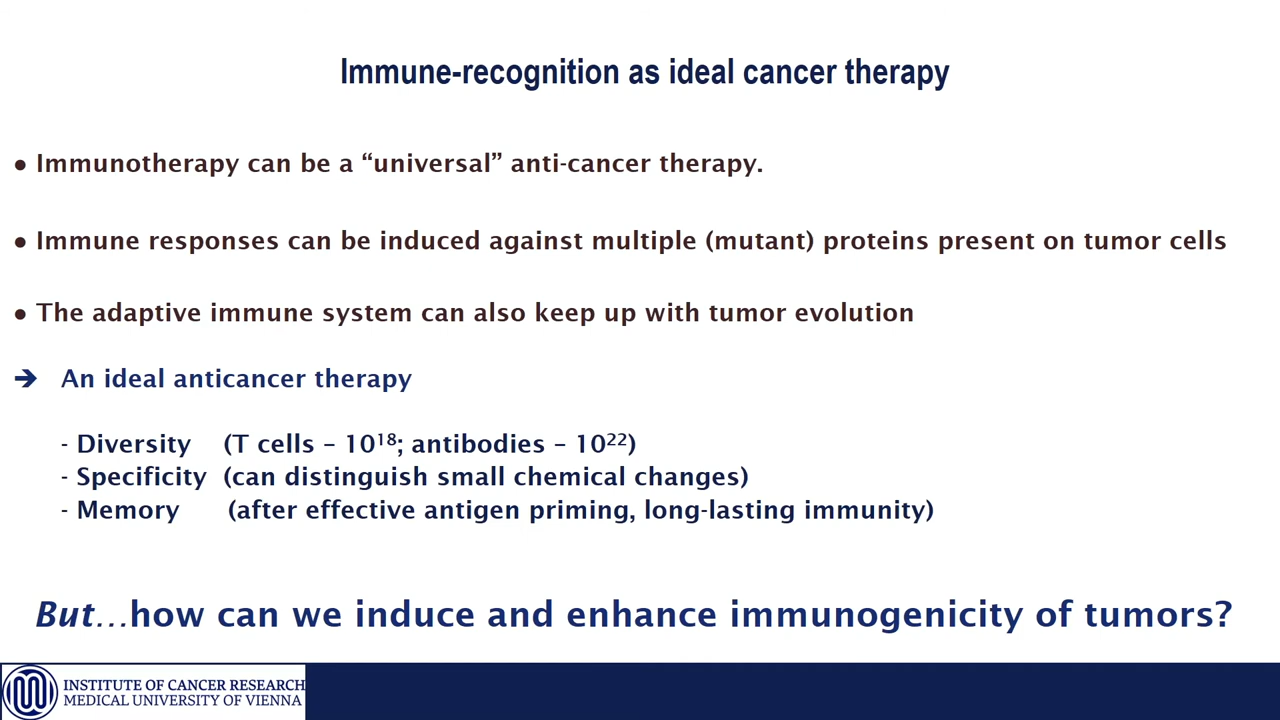 Immune-recognition as ideal cancer therapy
● Immunotherapy can be a “universal” anti-cancer therapy.
● Immune responses can be induced against multiple (mutant) proteins present on tumor cells
● The adaptive immune system can also keep up with tumor evolution
➔ An ideal anticancer therapy
- Diversity (T cells – 10¹⁸; antibodies – 10²²)
- Specificity (can distinguish small chemical changes)
- Memory (after effective antigen priming, long-lasting immunity)
But…how can we induce and enhance immunogenicity of tumors?
INSTITUTE OF CANCER RESEARCH
MEDICAL UNIVERSITY OF VIENNA